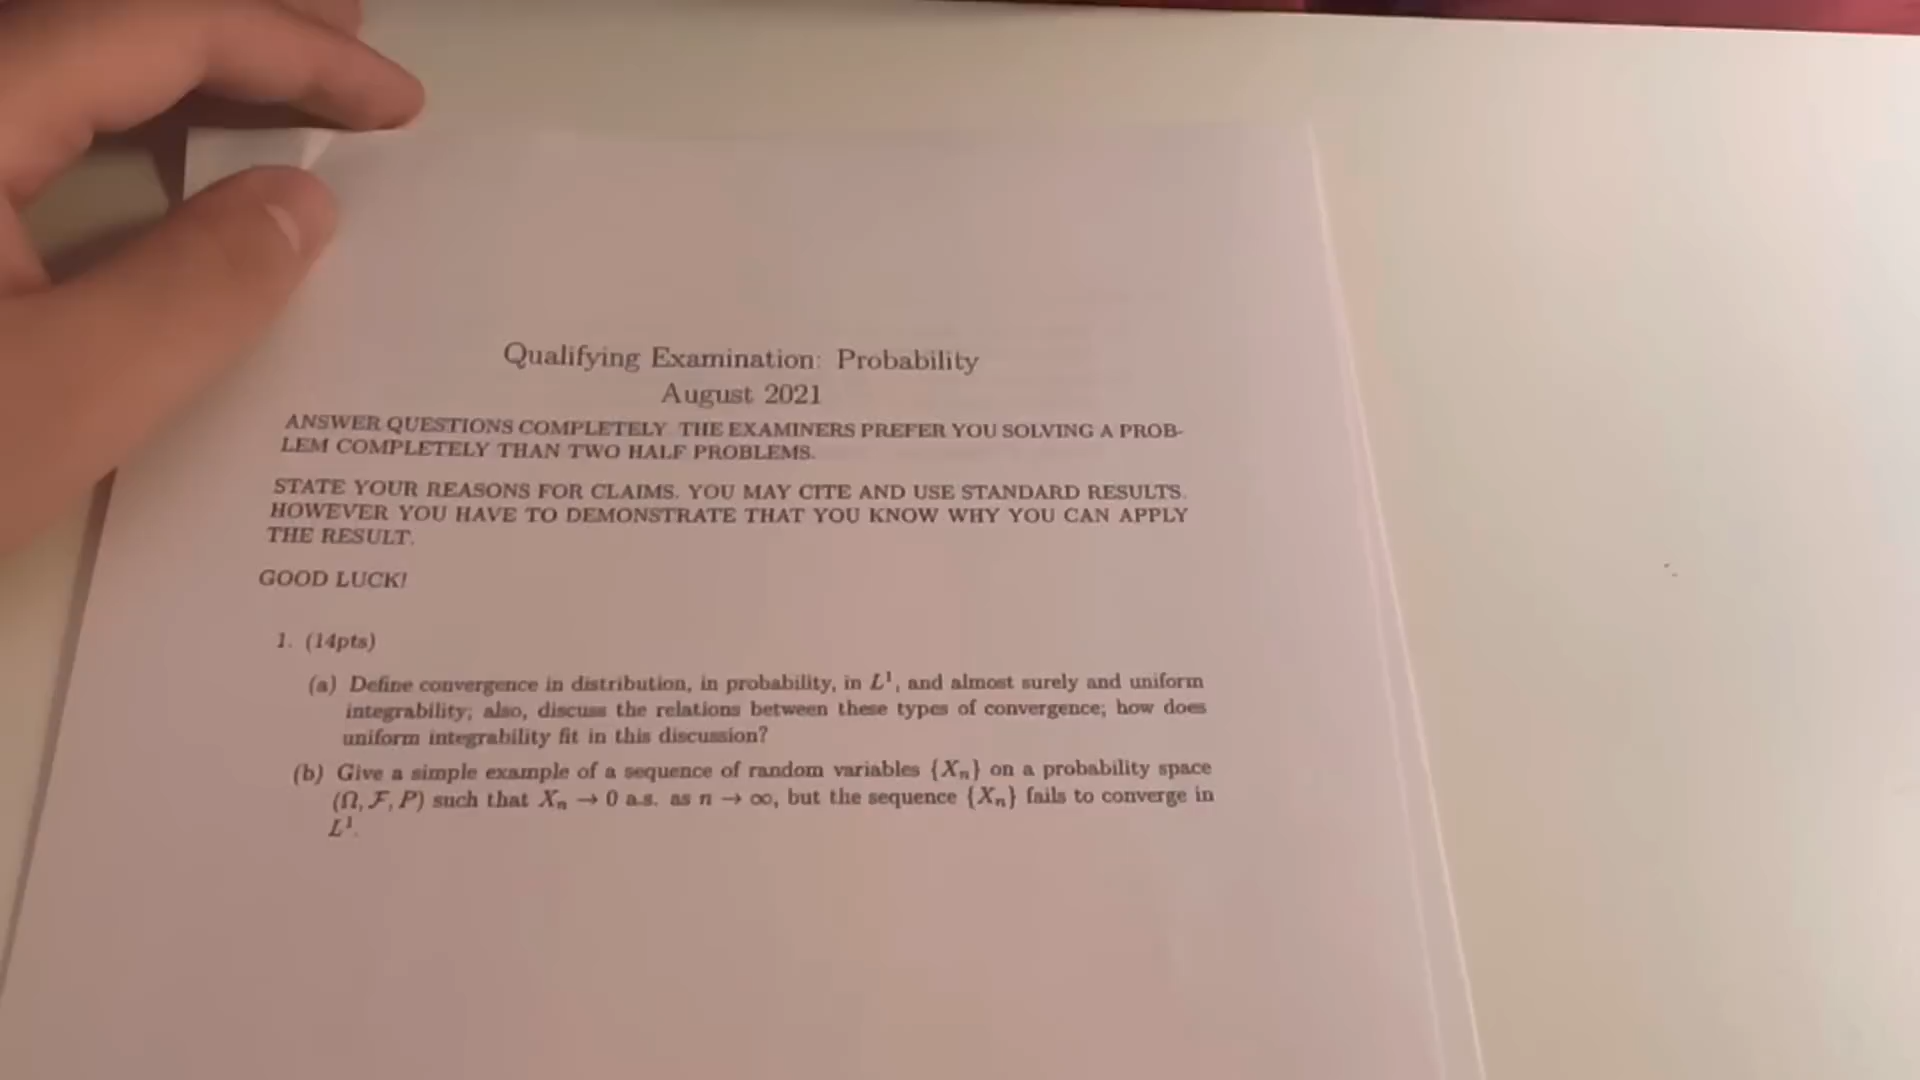 Qualifying Examination: Probability
August 2021
ANSWER QUESTIONS COMPLETELY THE EXAMINERS PREFER YOU SOLVING A PROB-
LEM COMPLETELY THAN TWO HALF PROBLEMS.
STATE YOUR REASONS FOR CLAIMS. YOU MAY CITE AND USE STANDARD RESULTS.
HOWEVER YOU HAVE TO DEMONSTRATE THAT YOU KNOW WHY YOU CAN APPLY
THE RESULT.
GOOD LUCK!
1. (14pts)
(a) Define convergence in distribution, in probability, in L¹, and almost surely and uniform
integrability; also, discuss the relations between these types of convergence; how does
uniform integrability fit in this discussion?
(b) Give a simple example of a sequence of random variables {Xₙ} on a probability space
(Ω, ℱ, P) such that Xₙ → 0 a.s. as n → ∞, but the sequence {Xₙ} fails to converge in
L¹.